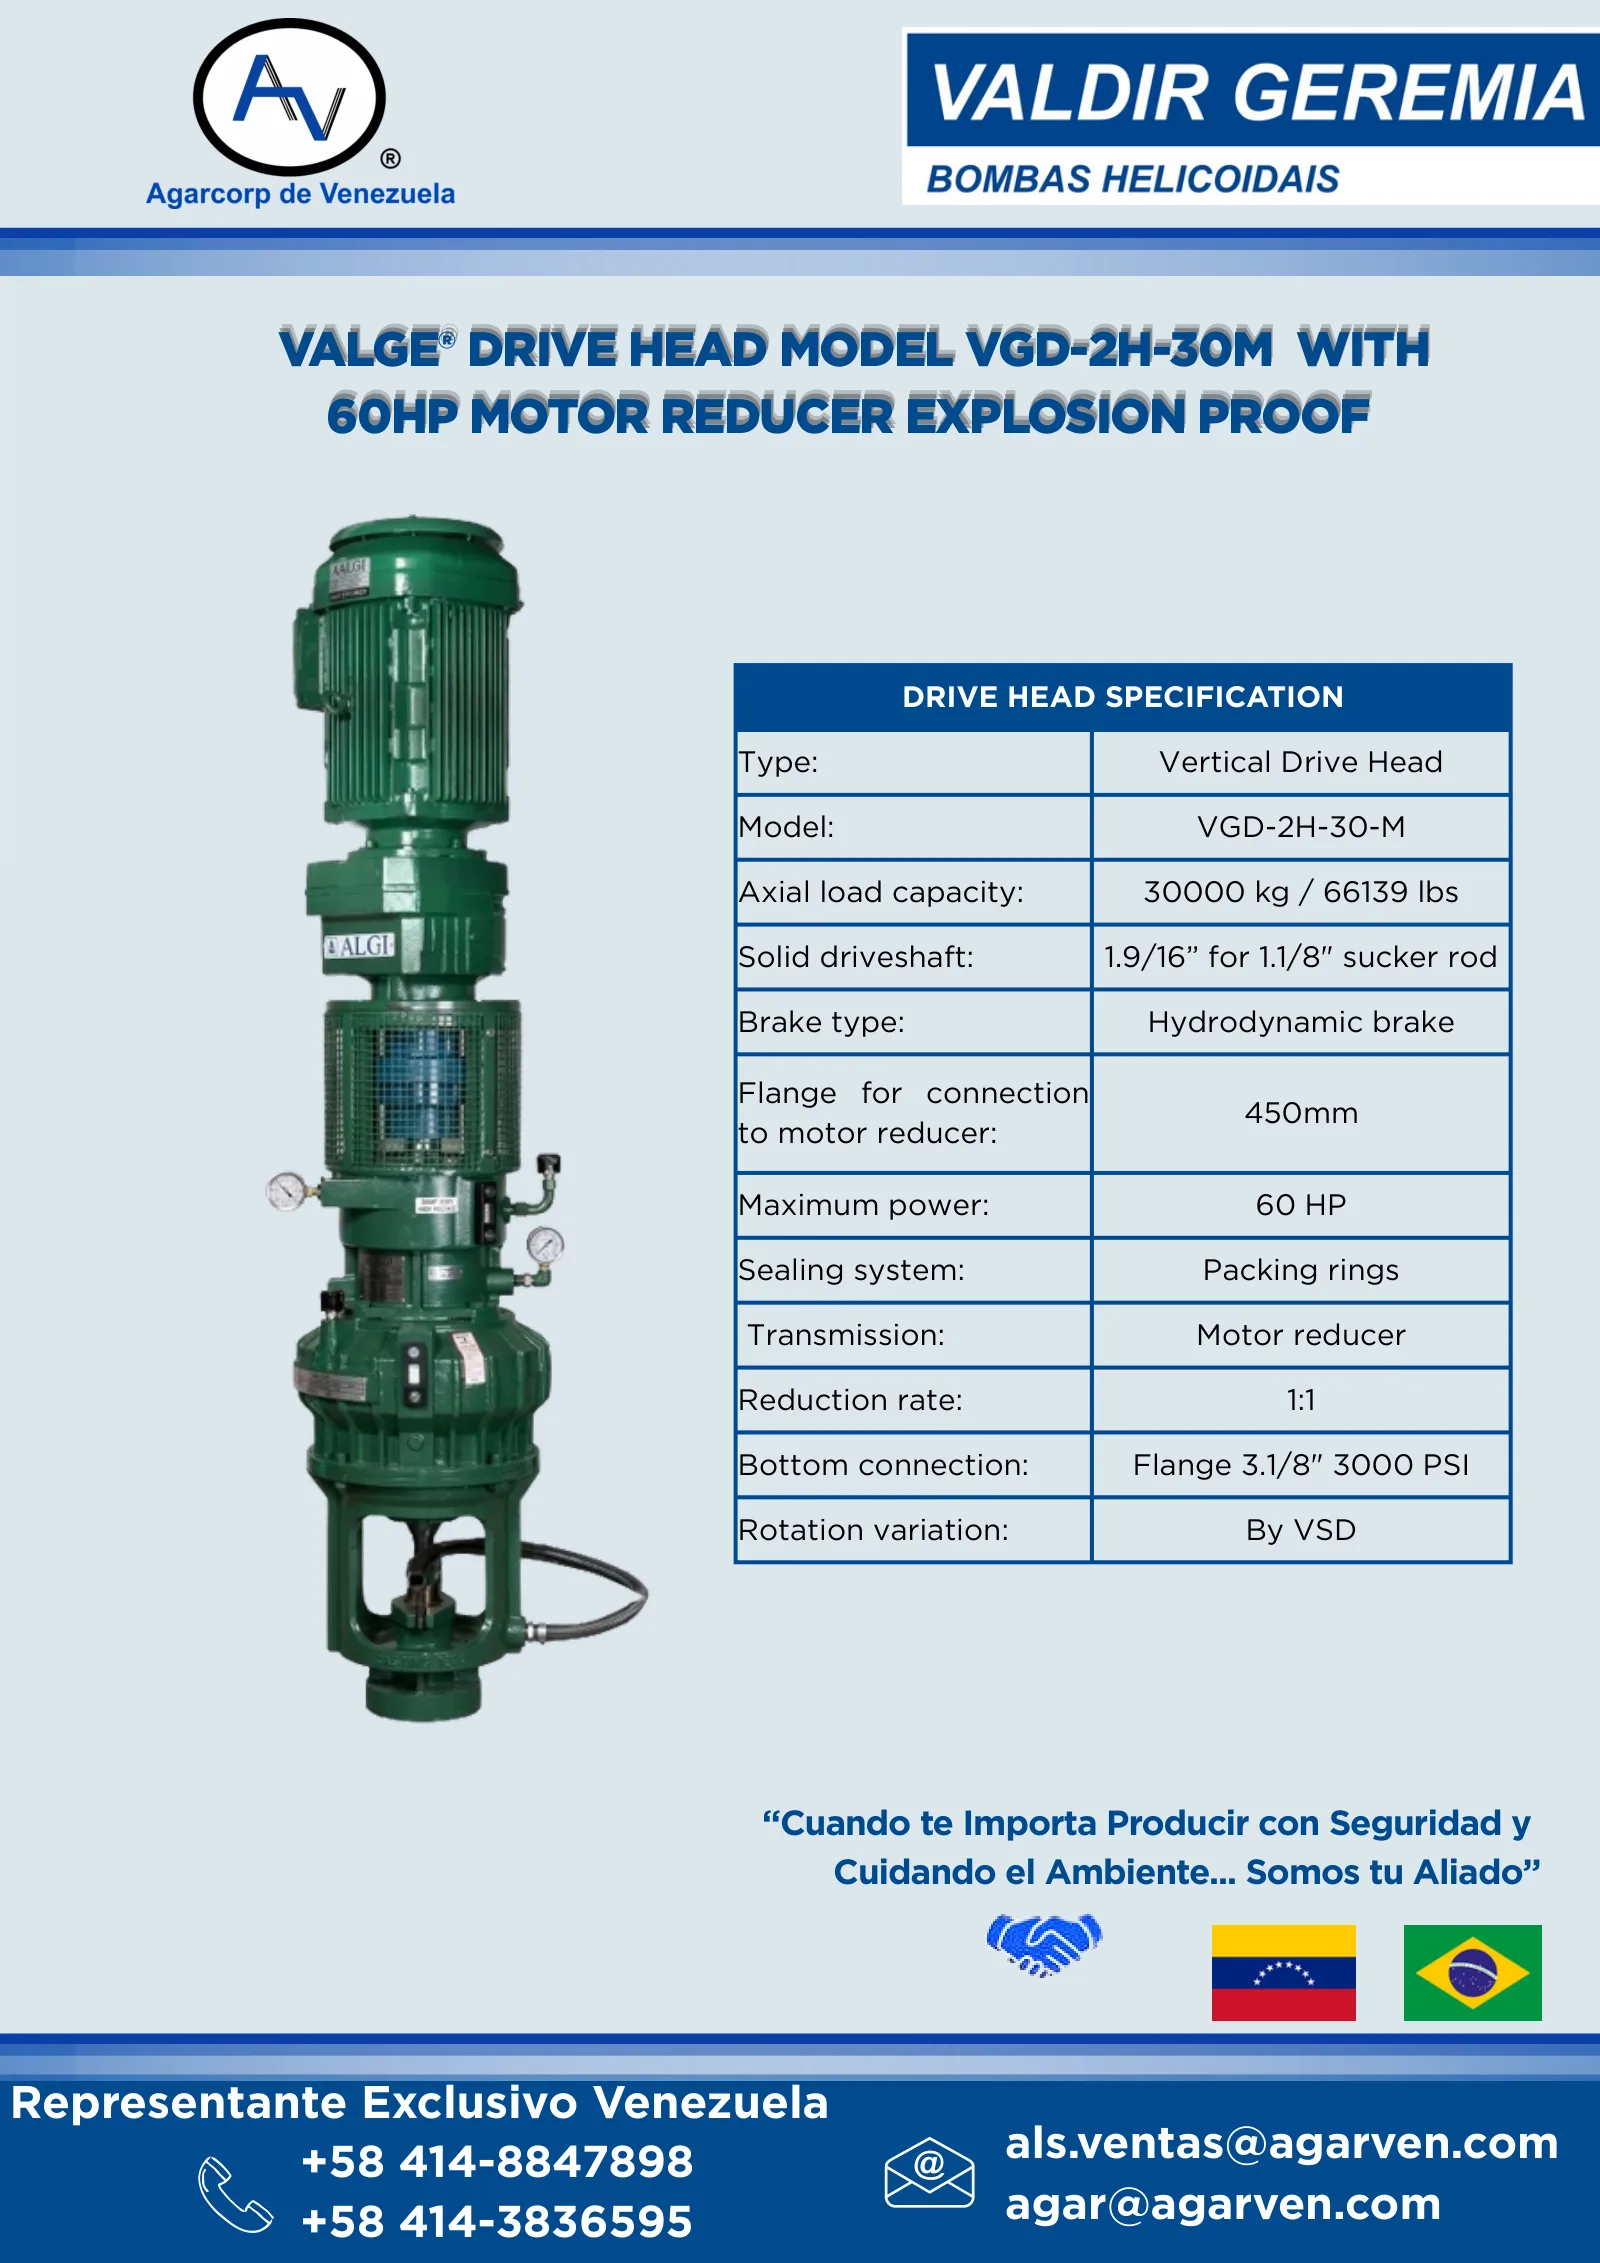 AV
®
Agarcorp de Venezuela
VALDIR GEREMIA
BOMBAS HELICOIDAIS
VALGE® DRIVE HEAD MODEL VGD-2H-30M WITH
60HP MOTOR REDUCER EXPLOSION PROOF
ALGI
DRIVE HEAD SPECIFICATION
Type: Vertical Drive Head
Model: VGD-2H-30-M
Axial load capacity: 30000 kg / 66139 lbs
Solid driveshaft: 1.9/16” for 1.1/8" sucker rod
Brake type: Hydrodynamic brake
Flange for connection
to motor reducer: 450mm
Maximum power: 60 HP
Sealing system: Packing rings
Transmission: Motor reducer
Reduction rate: 1:1
Bottom connection: Flange 3.1/8" 3000 PSI
Rotation variation: By VSD
“Cuando te Importa Producir con Seguridad y
Cuidando el Ambiente... Somos tu Aliado”
Representante Exclusivo Venezuela
+58 414-8847898
+58 414-3836595
@
als.ventas@agarven.com
agar@agarven.com